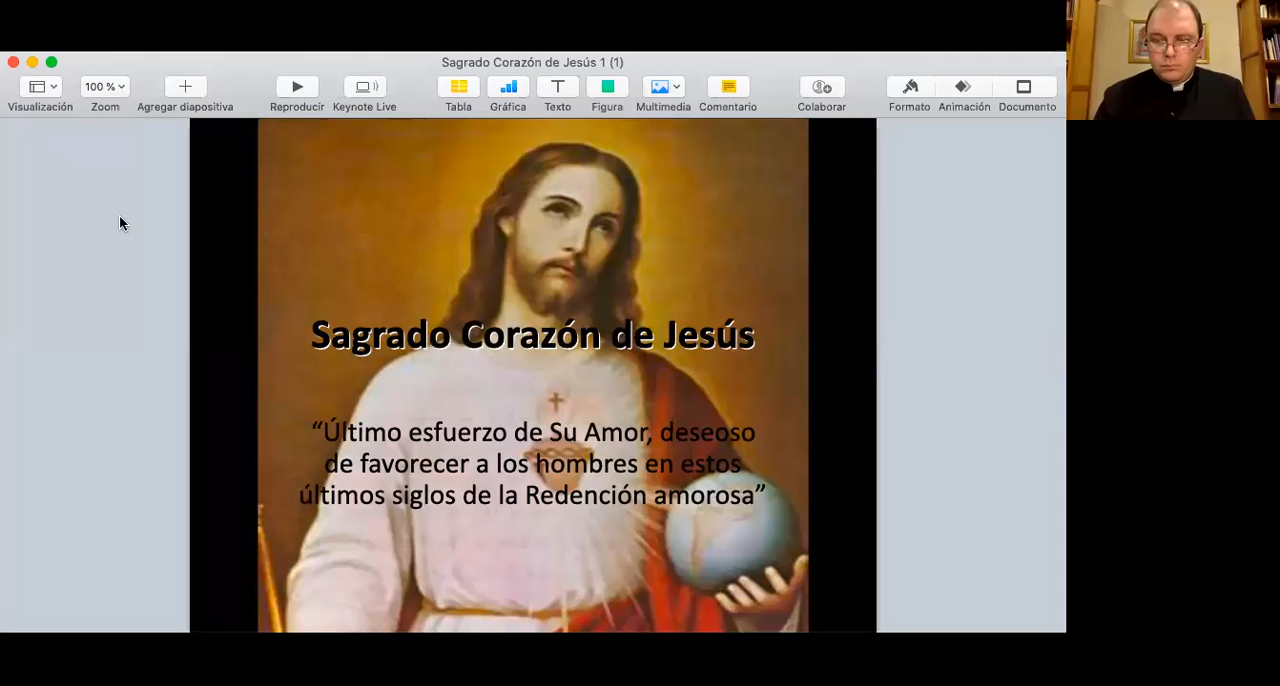 Sagrado Corazón de Jesús 1 (1)
100 %
Visualización Zoom Agregar diapositiva Reproducir Keynote Live Tabla Gráfica Texto Figura Multimedia Comentario Colaborar Formato Animación Documento
Sagrado Corazón de Jesús
“Último esfuerzo de Su Amor, deseoso
de favorecer a los hombres en estos
últimos siglos de la Redención amorosa”